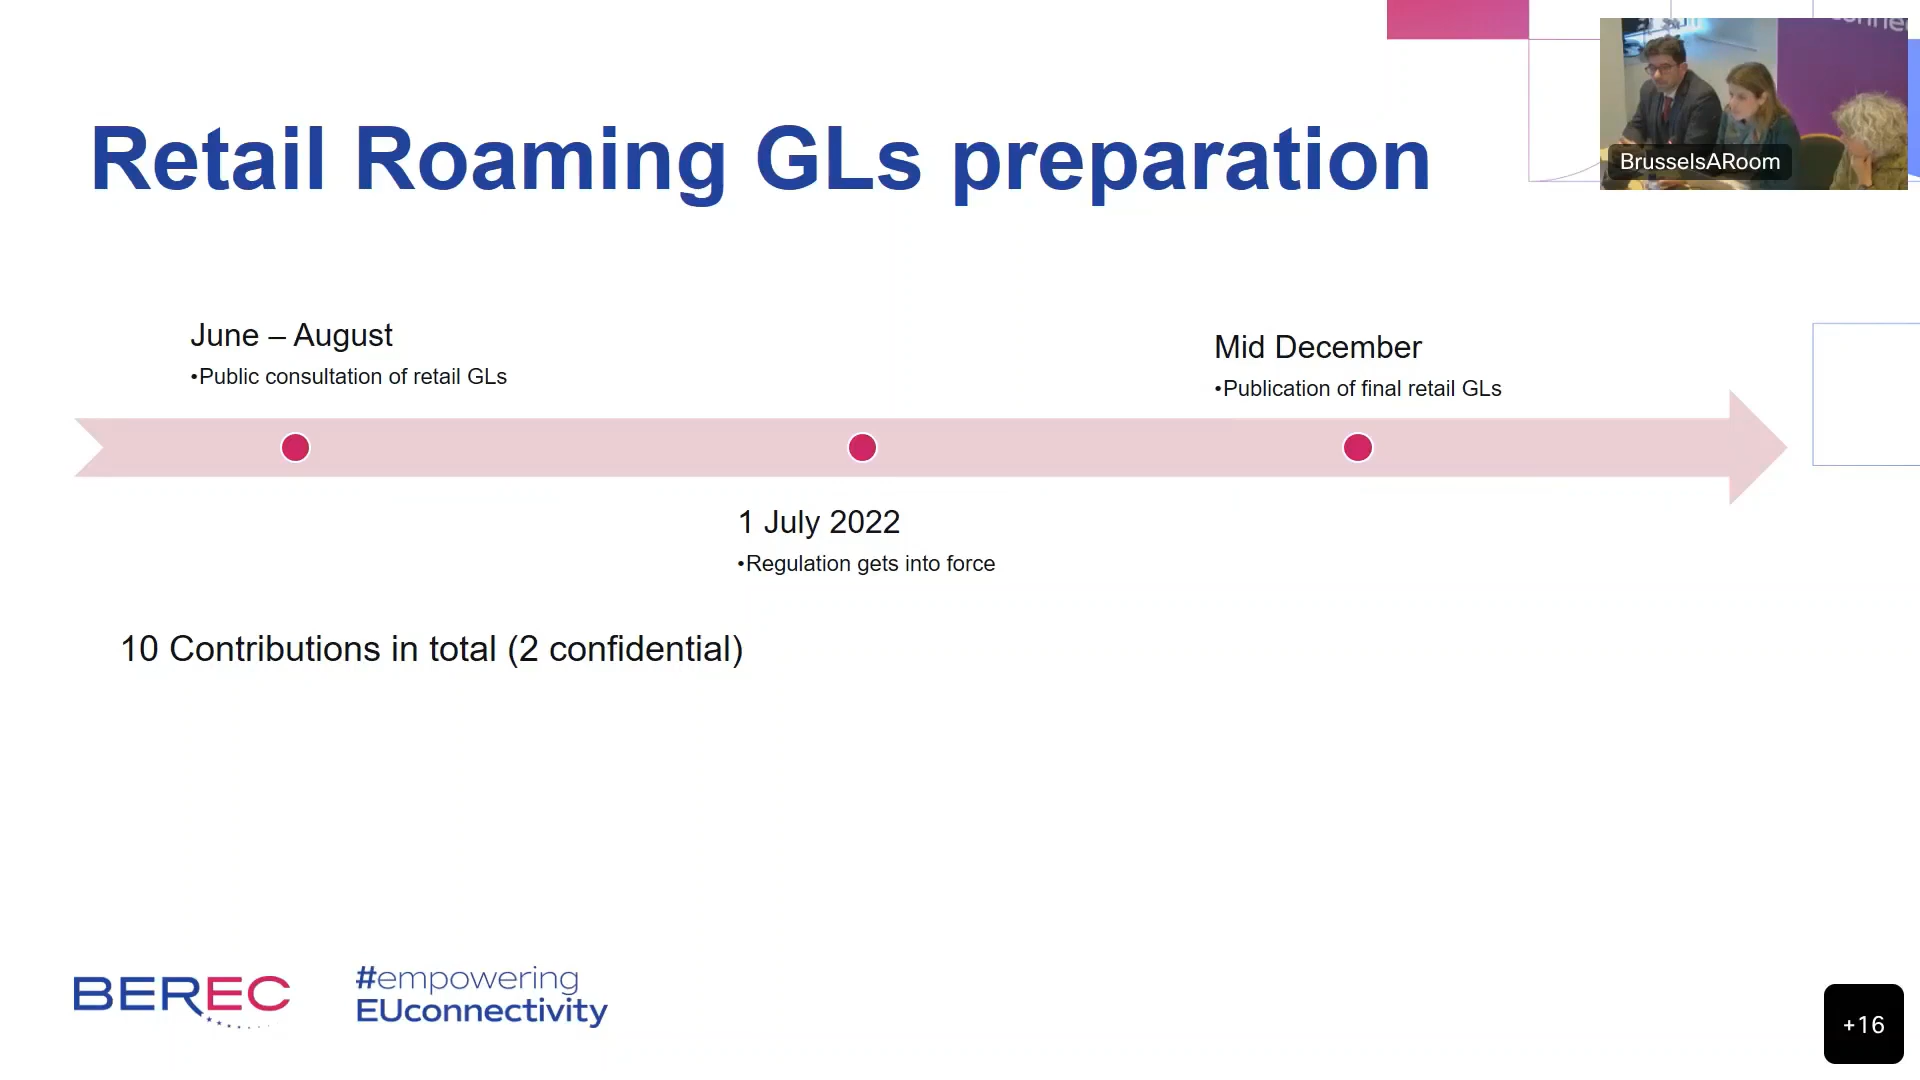 Retail Roaming GLs preparation
BrusselsARoom
June – August
•Public consultation of retail GLs
Mid December
•Publication of final retail GLs
1 July 2022
•Regulation gets into force
10 Contributions in total (2 confidential)
BEREC
#empowering
EUconnectivity
+16